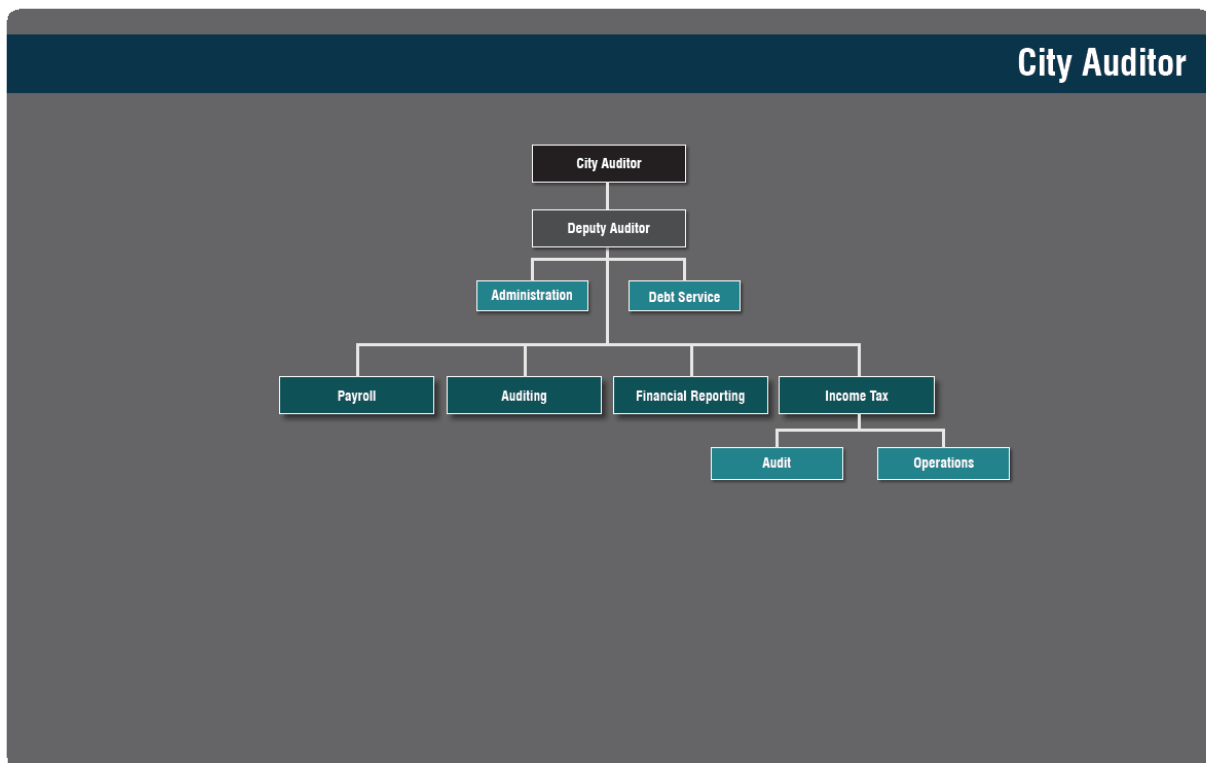 City Auditor
City Auditor
Deputy Auditor
Administration
Debt Service
Payroll
Auditing
Financial Reporting
Income Tax
Audit
Operations